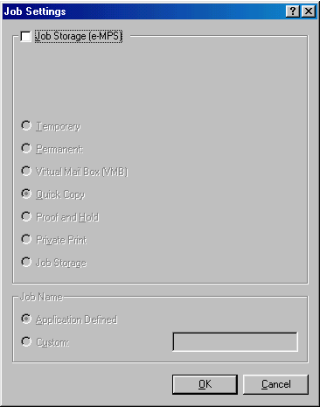 Job Settings
Job Storage (e-MPS)
Temporary
Permanent
Virtual Mail Box (VMB)
Quick Copy
Proof and Hold
Private Print
Job Storage
Job Name
Application Defined
Custom:
OK
Cancel